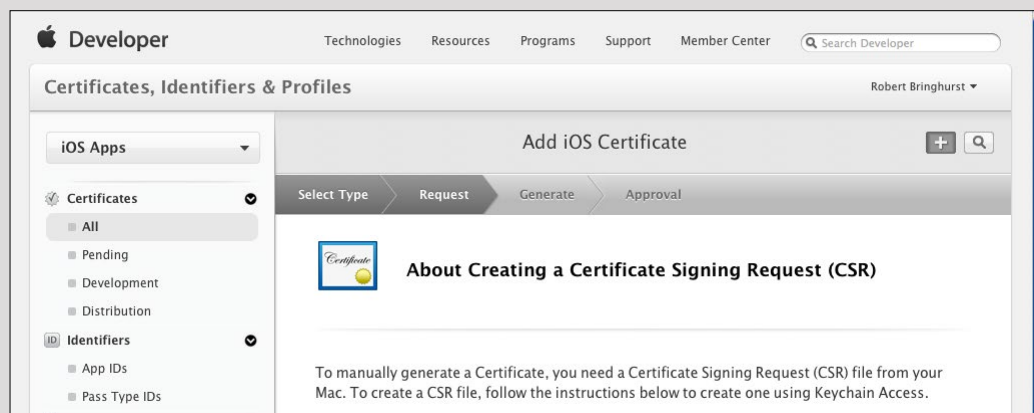 Developer
Technologies Resources Programs Support Member Center Search Developer
Certificates, Identifiers & Profiles
Robert Bringhurst
iOS Apps
Add iOS Certificate
Select Type Request Generate Approval
Certificates
All
Pending
Development
Distribution
ID Identifiers
App IDs
Pass Type IDs
Certificate
About Creating a Certificate Signing Request (CSR)
To manually generate a Certificate, you need a Certificate Signing Request (CSR) file from your
Mac. To create a CSR file, follow the instructions below to create one using Keychain Access.